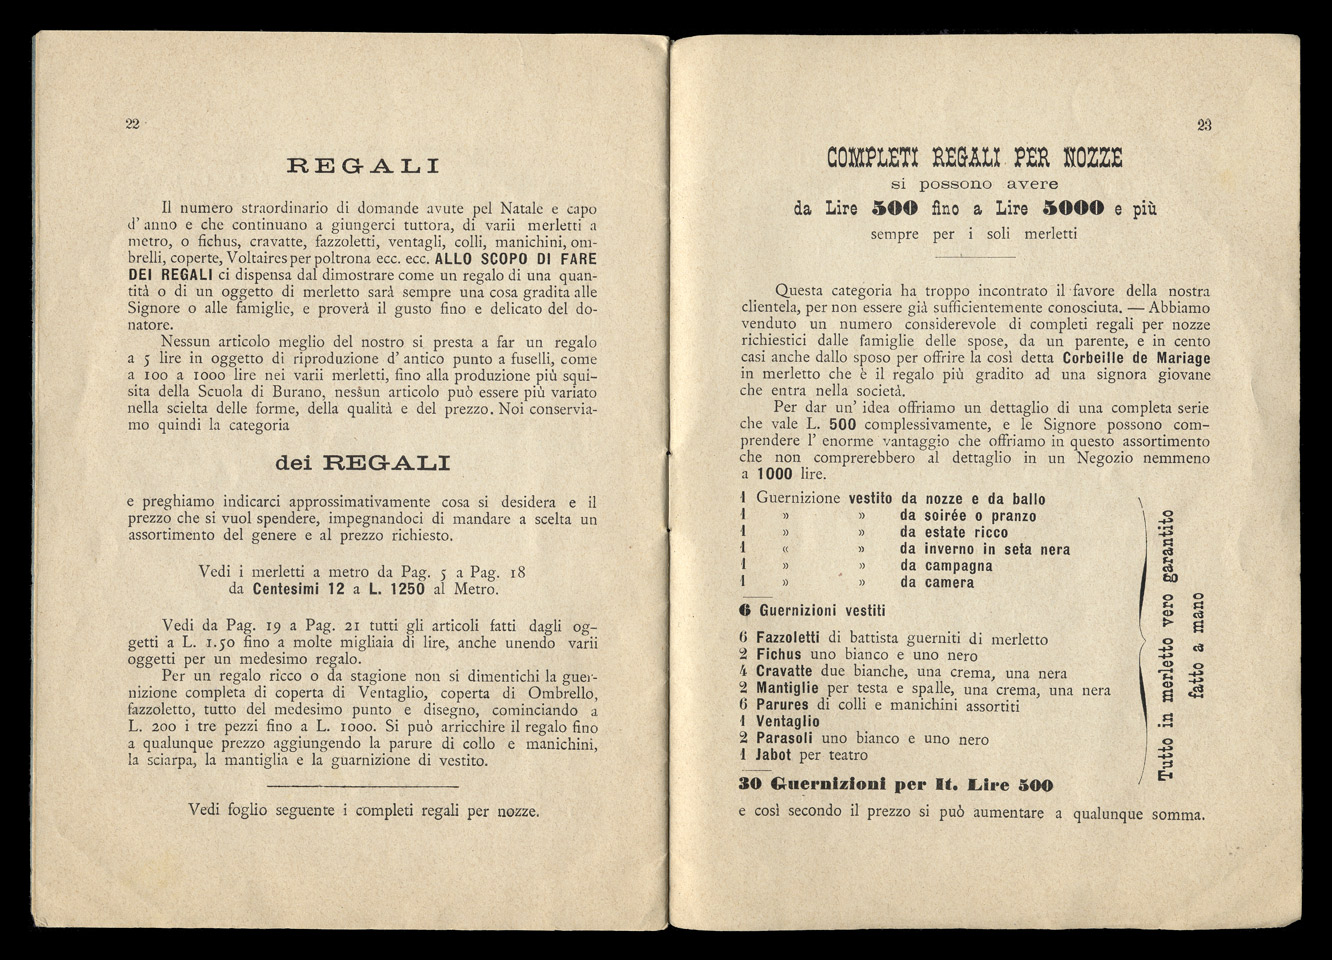 22
REGALI
Il numero straordinario di domande avute pel Natale e capo
d' anno e che continuano a giungerci tuttora, di varii merletti a
metro, o fichus, cravatte, fazzoletti, ventagli, colli, manichini, om-
brelli, coperte, Voltaires per poltrona ecc. ecc. ALLO SCOPO DI FARE
DEI REGALI ci dispensa dal dimostrare come un regalo di una quan-
tità o di un oggetto di merletto sarà sempre una cosa gradita alle
Signore o alle famiglie, e proverà il gusto fino e delicato del do-
natore.
Nessun articolo meglio del nostro si presta a far un regalo
a 5 lire in oggetto di riproduzione d' antico punto a fuselli, come
a 100 a 1000 lire nei varii merletti, fino alla produzione più squi-
sita della Scuola di Burano, nessun articolo può essere più variato
nella scielta delle forme, della qualità e del prezzo. Noi conservia-
mo quindi la categoria
dei REGALI
e preghiamo indicarci approssimativamente cosa si desidera e il
prezzo che si vuol spendere, impegnandoci di mandare a scelta un
assortimento del genere e al prezzo richiesto.
Vedi i merletti a metro da Pag. 5 a Pag. 18
da Centesimi 12 a L. 1250 al Metro.
Vedi da Pag. 19 a Pag. 21 tutti gli articoli fatti dagli og-
getti a L. 1.50 fino a molte migliaia di lire, anche unendo varii
oggetti per un medesimo regalo.
Per un regalo ricco o da stagione non si dimentichi la guer-
nizione completa di coperta di Ventaglio, coperta di Ombrello,
fazzoletto, tutto del medesimo punto e disegno, cominciando a
L. 200 i tre pezzi fino a L. 1000. Si può arricchire il regalo fino
a qualunque prezzo aggiungendo la parure di collo e manichini,
la sciarpa, la mantiglia e la guarnizione di vestito.
Vedi foglio seguente i completi regali per nozze.
23
COMPLETI REGALI PER NOZZE
si possono avere
da Lire 500 fino a Lire 5000 e più
sempre per i soli merletti
Questa categoria ha troppo incontrato il favore della nostra
clientela, per non essere già sufficientemente conosciuta. — Abbiamo
venduto un numero considerevole di completi regali per nozze
richiestici dalle famiglie delle spose, da un parente, e in cento
casi anche dallo sposo per offrire la così detta Corbeille de Mariage
in merletto che è il regalo più gradito ad una signora giovane
che entra nella società.
Per dar un' idea offriamo un dettaglio di una completa serie
che vale L. 500 complessivamente, e le Signore possono com-
prendere l' enorme vantaggio che offriamo in questo assortimento
che non comprerebbero al dettaglio in un Negozio nemmeno
a 1000 lire.
1 Guernizione vestito da nozze e da ballo
1 » » da soirée o pranzo
1 » » da estate ricco
1 « » da inverno in seta nera
1 » » da campagna
1 » » da camera
6 Guernizioni vestiti
6 Fazzoletti di battista guerniti di merletto
2 Fichus uno bianco e uno nero
4 Cravatte due bianche, una crema, una nera
2 Mantiglie per testa e spalle, una crema, una nera
6 Parures di colli e manichini assortiti
1 Ventaglio
2 Parasoli uno bianco e uno nero
1 Jabot per teatro
Tutto in merletto vero garantito
fatto a mano
30 Guernizioni per It. Lire 500
e così secondo il prezzo si può aumentare a qualunque somma.